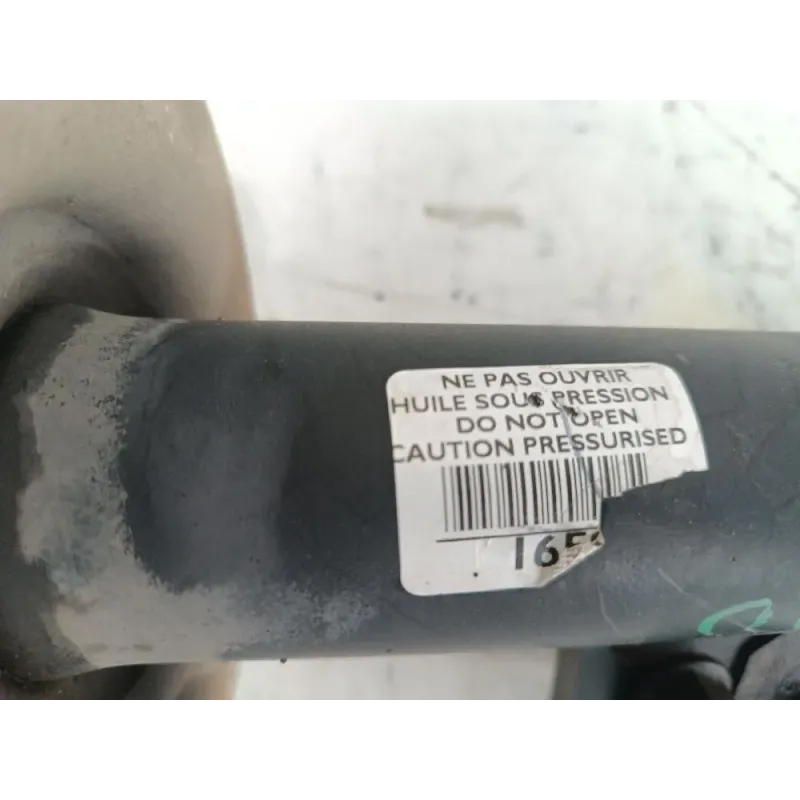 NE PAS OUVRIR
HUILE SOUS PRESSION
DO NOT OPEN
CAUTION PRESSURISED